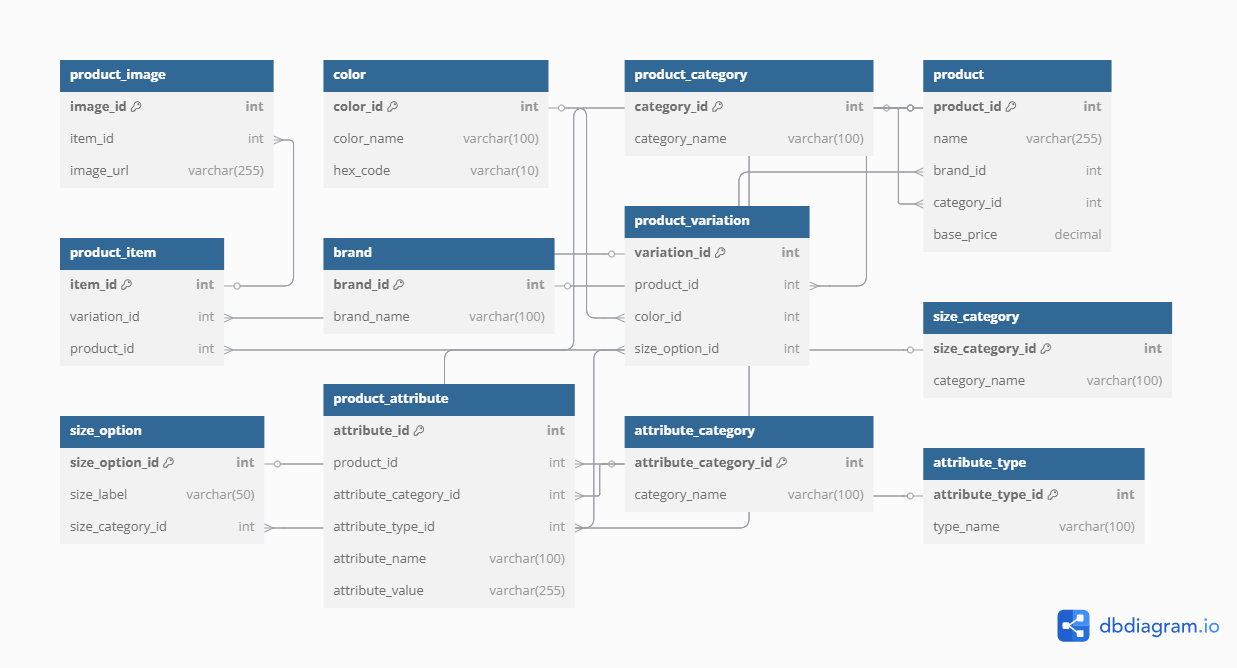 product_image
image_id int
item_id int
image_url varchar(255)
color
color_id int
color_name varchar(100)
hex_code varchar(10)
product_category
category_id int
category_name varchar(100)
product
product_id int
name varchar(255)
brand_id int
category_id int
base_price decimal
product_item
item_id int
variation_id int
product_id int
brand
brand_id int
brand_name varchar(100)
product_variation
variation_id int
product_id int
color_id int
size_option_id int
size_category
size_category_id int
category_name varchar(100)
size_option
size_option_id int
size_label varchar(50)
size_category_id int
product_attribute
attribute_id int
product_id int
attribute_category_id int
attribute_type_id int
attribute_name varchar(100)
attribute_value varchar(255)
attribute_category
attribute_category_id int
category_name varchar(100)
attribute_type
attribute_type_id int
type_name varchar(100)
dbdiagram.io